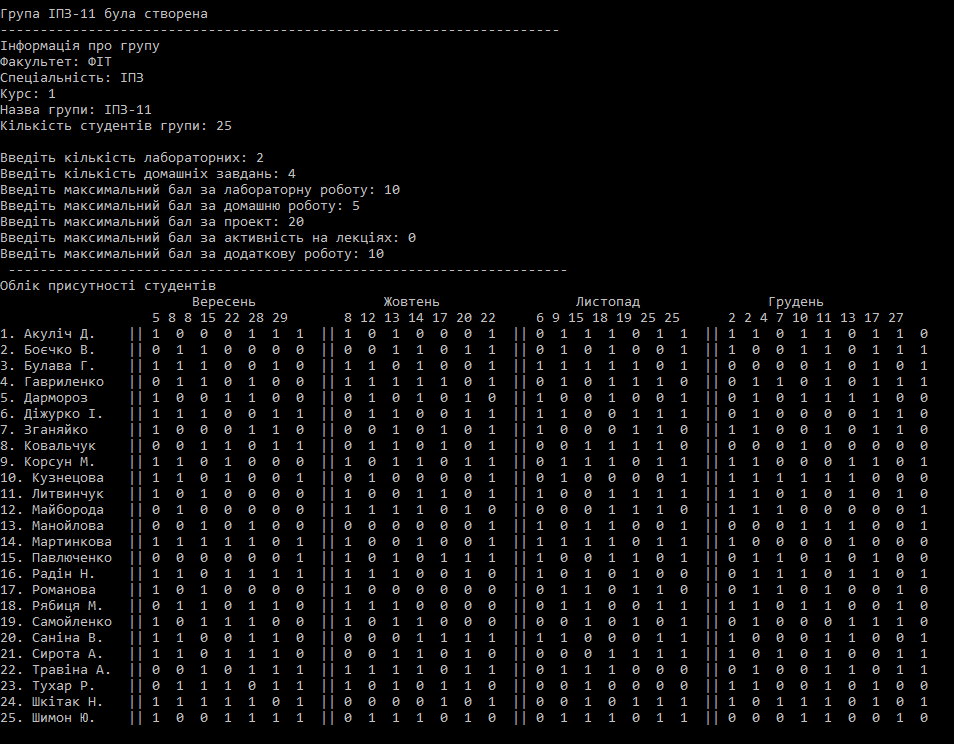 Група ІПЗ-11 була створена
----------------------------------------------------------------------
Інформація про групу
Факультет: ФІТ
Спеціальність: ІПЗ
Курс: 1
Назва групи: ІПЗ-11
Кількість студентів групи: 25
Введіть кількість лабораторних: 2
Введіть кількість домашніх завдань: 4
Введіть максимальний бал за лабораторну роботу: 10
Введіть максимальний бал за домашню роботу: 5
Введіть максимальний бал за проект: 20
Введіть максимальний бал за активність на лекціях: 0
Введіть максимальний бал за додаткову роботу: 10
----------------------------------------------------------------------
Облік присутності студентів
Вересень Жовтень Листопад Грудень
5 8 8 15 22 28 29 8 12 13 14 17 20 22 6 9 15 18 19 25 25 2 2 4 7 10 11 13 17 27
1. Акуліч Д. || 1 0 0 0 1 1 1 || 1 0 1 0 0 0 1 || 0 1 1 1 0 1 1 || 1 1 0 1 1 0 1 1 0
2. Боєчко В. || 0 1 1 0 0 0 0 || 0 0 1 1 0 1 1 || 0 1 0 1 0 0 1 || 1 0 0 1 1 0 1 1 1
3. Булава Г. || 1 1 1 0 0 1 0 || 1 1 0 1 0 0 1 || 1 1 1 1 1 0 1 || 0 0 0 0 1 0 1 0 1
4. Гавриленко || 0 1 1 0 1 0 0 || 1 1 1 1 1 0 1 || 0 1 0 1 1 1 0 || 0 1 1 0 1 0 1 1 1
5. Дармороз || 1 0 0 1 1 0 0 || 0 1 0 1 0 1 0 || 1 0 0 1 0 0 1 || 0 1 0 1 1 1 1 0 0
6. Діжурко І. || 1 1 1 0 0 1 1 || 0 1 1 0 0 0 1 || 1 1 0 0 1 1 1 || 0 1 0 0 0 0 1 1 0
7. Зганяйко || 1 0 0 0 1 1 0 || 0 0 0 1 0 1 0 || 1 0 0 0 1 1 0 || 1 0 1 0 1 1 0 0 0
8. Ковальчук || 0 0 1 1 0 1 1 || 0 1 1 0 1 0 1 || 0 0 1 1 1 1 0 || 0 0 0 1 0 0 0 0 0
9. Корсун М. || 1 1 0 1 0 0 0 || 1 0 1 1 0 1 1 || 0 1 1 1 0 1 1 || 1 1 0 0 0 1 1 0 1
10. Кузнецова || 1 1 0 0 0 0 0 || 1 1 0 1 0 0 0 || 1 0 0 0 0 0 1 || 1 1 1 1 1 1 0 0 0
11. Литвинчук || 1 0 1 0 0 0 0 || 1 0 0 1 1 0 1 || 1 0 0 1 1 1 1 || 1 0 0 1 1 0 1 0 0
12. Майборода || 0 0 1 0 0 0 0 || 1 1 1 1 0 1 0 || 0 0 0 1 1 1 0 || 1 1 0 0 0 0 0 0 1
13. Манойлова || 0 0 1 0 1 0 0 || 0 0 0 0 0 0 1 || 1 0 1 1 0 0 1 || 0 1 1 1 0 0 0 0 1
14. Мартинкова || 1 1 1 1 1 0 1 || 1 0 0 1 0 0 1 || 1 1 0 1 1 0 1 || 0 0 0 0 1 0 0 0 1
15. Павлюченко || 0 0 0 0 0 0 1 || 1 0 1 0 1 1 1 || 1 0 0 1 1 0 1 || 0 1 1 0 1 0 1 1 0
16. Радін Н. || 1 1 0 1 1 1 1 || 1 1 1 0 0 1 0 || 1 0 1 0 1 0 0 || 0 1 1 0 1 1 1 0 1
17. Романова || 1 0 1 0 0 0 0 || 1 0 1 0 0 0 0 || 0 1 1 0 0 0 0 || 0 1 0 1 1 1 0 1 0
18. Рябиця М. || 0 1 1 0 1 1 0 || 1 1 1 0 0 0 0 || 0 1 0 0 1 1 0 || 1 1 0 0 1 0 1 1 0
19. Самойленко || 1 0 1 1 1 0 0 || 1 0 1 1 0 0 0 || 0 0 1 0 0 1 1 || 0 0 1 1 1 0 1 0 0
20. Саніна В. || 1 1 0 0 1 1 0 || 0 0 0 1 1 1 1 || 1 1 0 0 0 1 0 || 1 0 1 1 0 1 0 0 1
21. Сирота А. || 1 1 0 1 1 1 0 || 0 1 1 0 0 1 1 || 0 0 0 1 0 1 1 || 1 1 0 1 0 0 1 1 0
22. Травіна А. || 0 0 1 0 1 1 1 || 1 1 1 1 0 1 1 || 0 0 1 0 1 1 1 || 0 1 0 0 1 1 0 1 1
23. Тухар Р. || 0 1 1 1 0 1 1 || 1 0 1 0 1 1 0 || 0 0 1 0 0 0 0 || 1 1 0 0 1 0 1 0 0
24. Шкітак Н. || 1 1 1 1 1 0 1 || 0 0 0 1 0 0 1 || 0 0 1 0 1 1 1 || 1 0 0 1 1 1 0 0 1
25. Шимон Ю. || 1 0 0 1 1 1 1 || 0 1 1 1 0 1 0 || 0 1 1 1 0 1 0 || 0 0 0 1 1 0 0 1 0